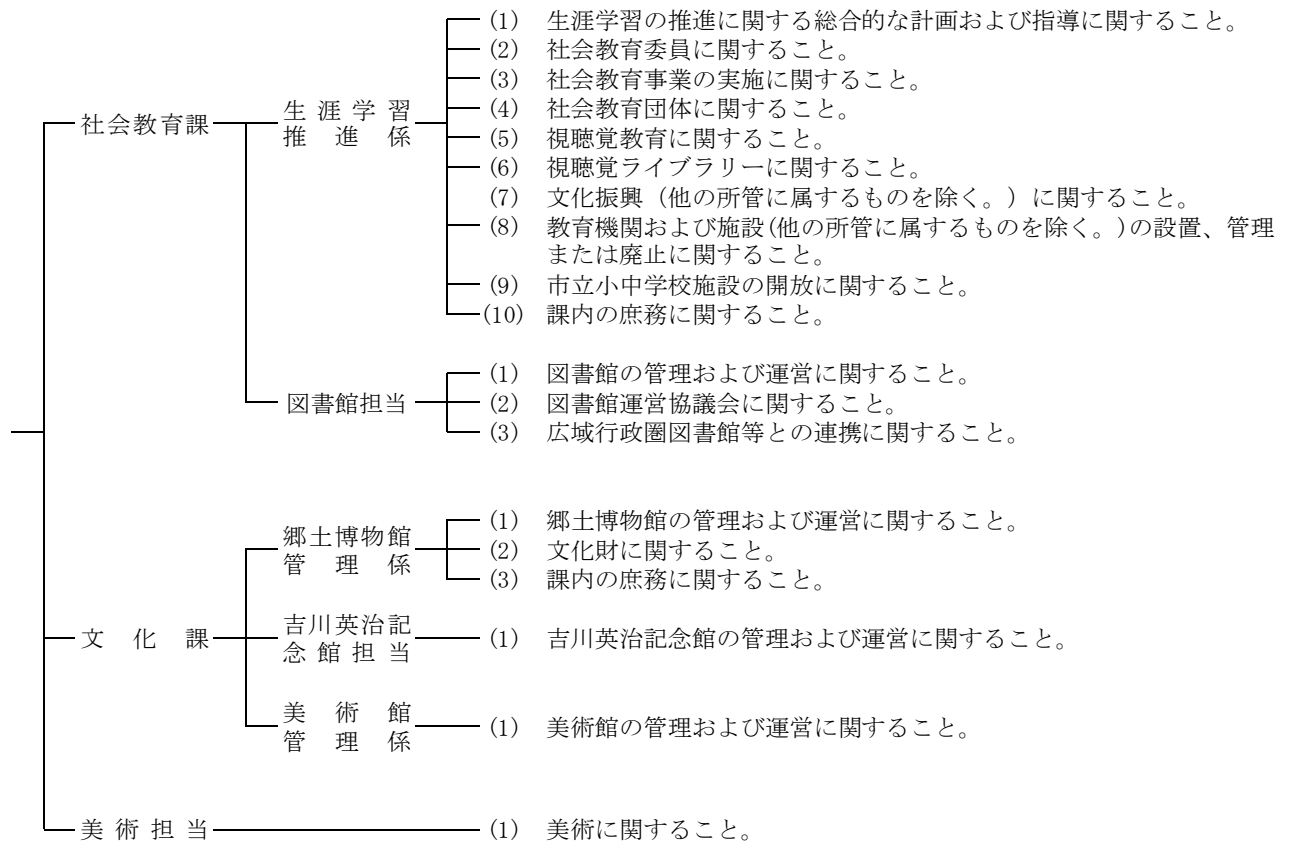 社会教育課
生涯学習
推進係
(1) 生涯学習の推進に関する総合的な計画および指導に関すること。
(2) 社会教育委員に関すること。
(3) 社会教育事業の実施に関すること。
(4) 社会教育団体に関すること。
(5) 視聴覚教育に関すること。
(6) 視聴覚ライブラリーに関すること。
(7) 文化振興（他の所管に属するものを除く。）に関すること。
(8) 教育機関および施設(他の所管に属するものを除く。)の設置、管理
または廃止に関すること。
(9) 市立小中学校施設の開放に関すること。
(10) 課内の庶務に関すること。
図書館担当
(1) 図書館の管理および運営に関すること。
(2) 図書館運営協議会に関すること。
(3) 広域行政圏図書館等との連携に関すること。
文化課
郷土博物館
管理係
(1) 郷土博物館の管理および運営に関すること。
(2) 文化財に関すること。
(3) 課内の庶務に関すること。
吉川英治記
念館担当
(1) 吉川英治記念館の管理および運営に関すること。
美術館
管理係
(1) 美術館の管理および運営に関すること。
美術担当
(1) 美術に関すること。